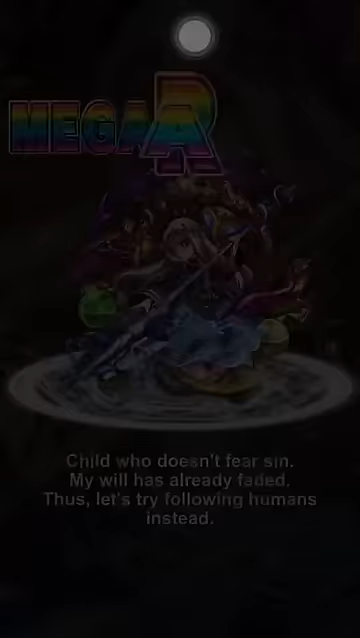 MEGA R
Child who doesn't fear sin.
My will has already faded.
Thus, let's try following humans
instead.